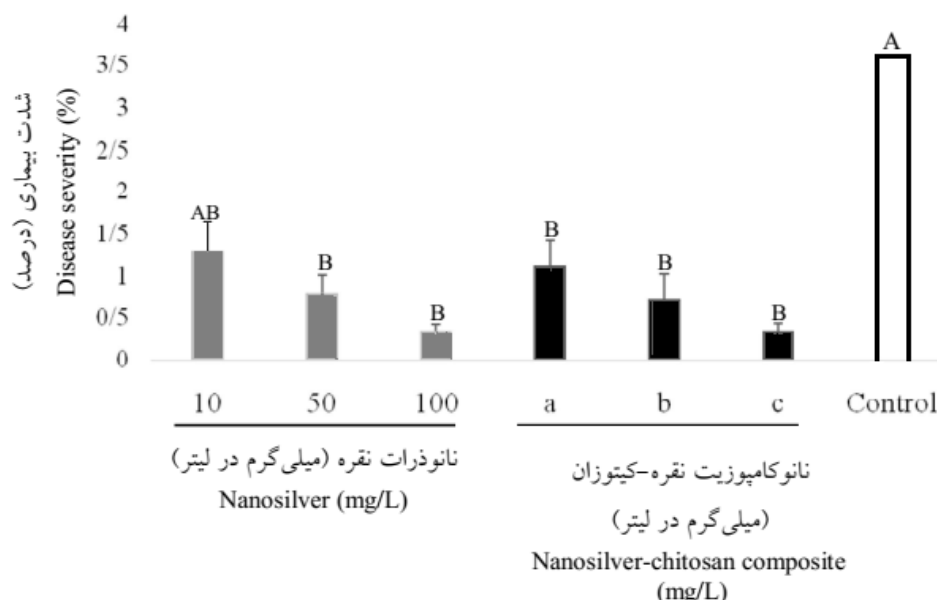 شدت بیماری (درصد)
Disease severity (%)
4
3/5
3
2/5
2
1/5
1
0/5
0
AB
B
B
B
B
B
A
10
50
100
a
b
c
Control
نانوذرات نقره (میلی‌گرم در لیتر)
Nanosilver (mg/L)
نانوکامپوزیت نقره-کیتوزان
(میلی‌گرم در لیتر)
Nanosilver-chitosan composite
(mg/L)